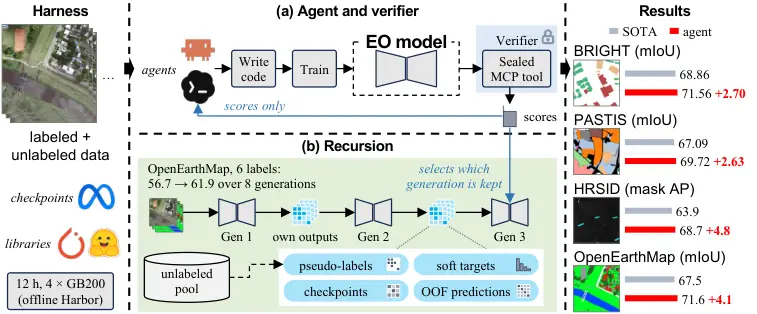 Harness
...
labeled +
unlabeled data
checkpoints
libraries
12 h, 4 × GB200
(offline Harbor)
(a) Agent and verifier
agents
Write
code
Train
EO model
Verifier
Sealed
MCP tool
scores only
scores
(b) Recursion
OpenEarthMap, 6 labels:
56.7 → 61.9 over 8 generations
selects which
generation is kept
Gen 1
own outputs
Gen 2
Gen 3
unlabeled
pool
pseudo-labels
soft targets
checkpoints
OOF predictions
Results
SOTA
agent
BRIGHT (mIoU)
68.86
71.56 +2.70
PASTIS (mIoU)
67.09
69.72 +2.63
HRSID (mask AP)
63.9
68.7 +4.8
OpenEarthMap (mIoU)
67.5
71.6 +4.1